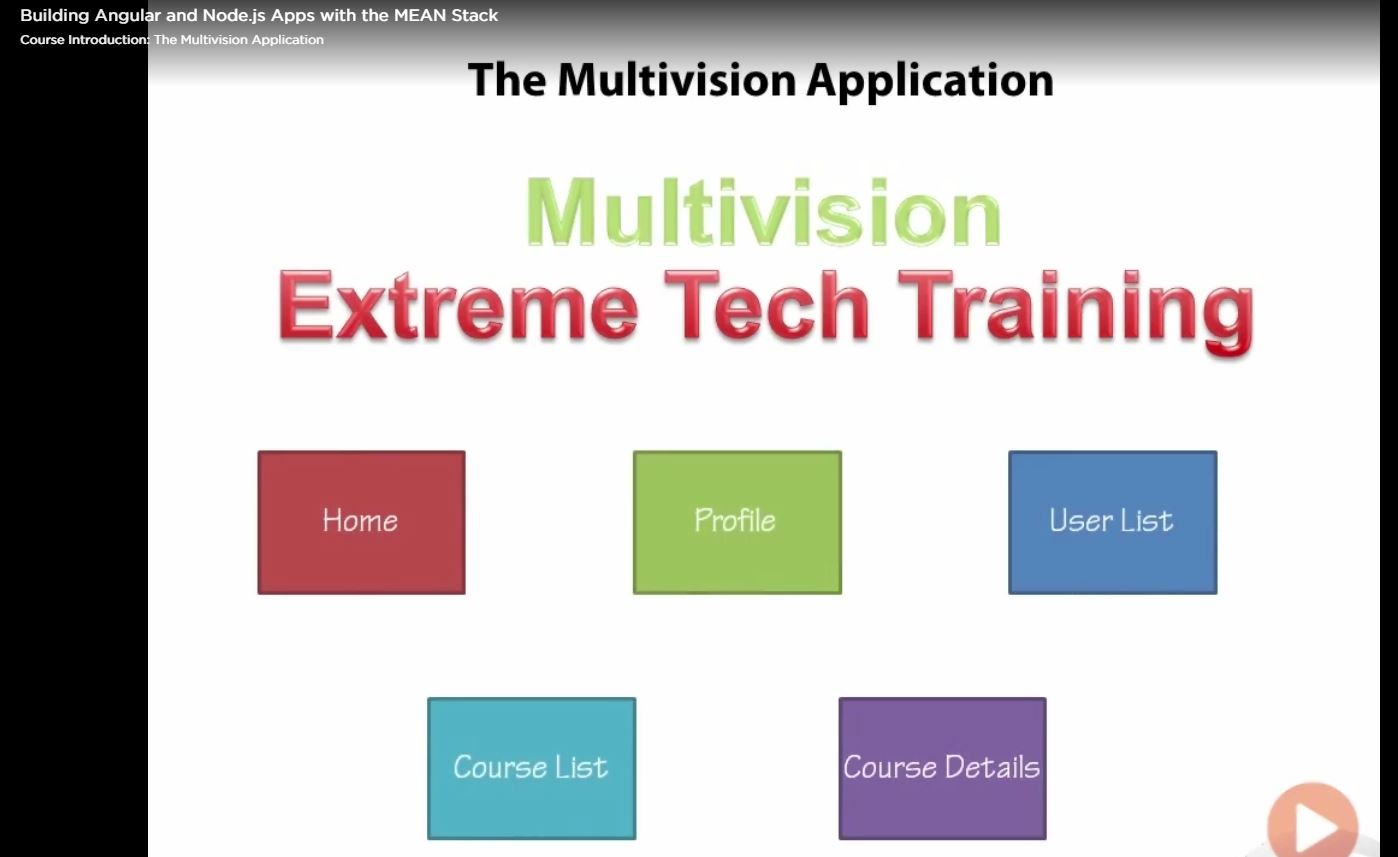 Building Angular and Node.js Apps with the MEAN Stack
Course Introduction: The Multivision Application
The Multivision Application
Multivision
Extreme Tech Training
Home
Profile
User List
Course List
Course Details